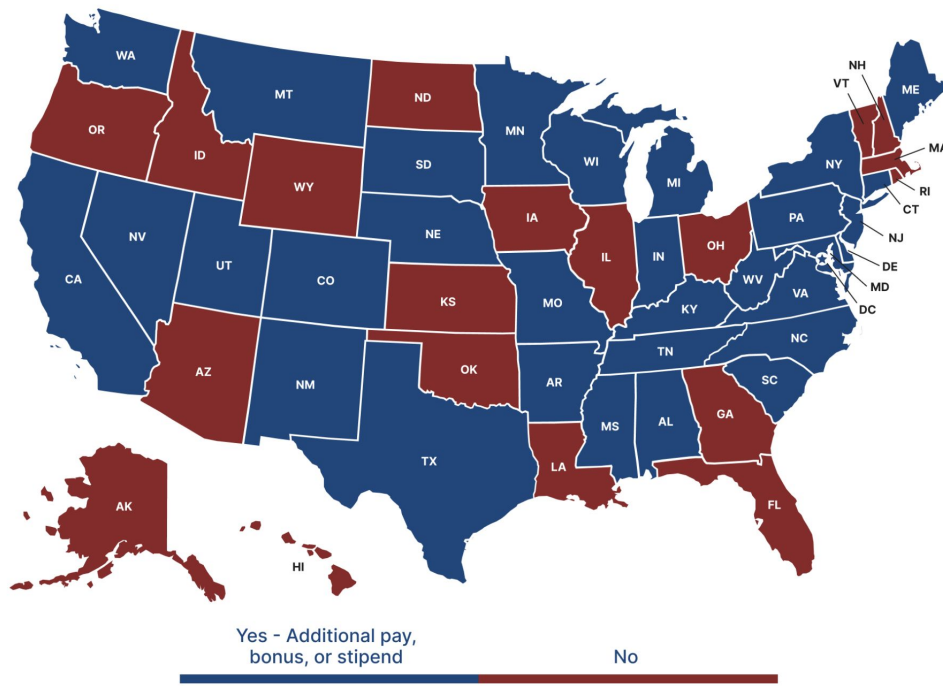 WA
MT
ND
MN
ME
NH
VT
OR
ID
SD
WI
NY
MA
WY
MI
RI
CT
IA
NE
PA
NJ
NV
UT
IL
IN
OH
DE
CA
CO
MD
WV
VA
DC
KS
MO
KY
NC
TN
AZ
OK
NM
AR
SC
MS
AL
GA
TX
LA
FL
AK
HI
Yes - Additional pay,
bonus, or stipend
No